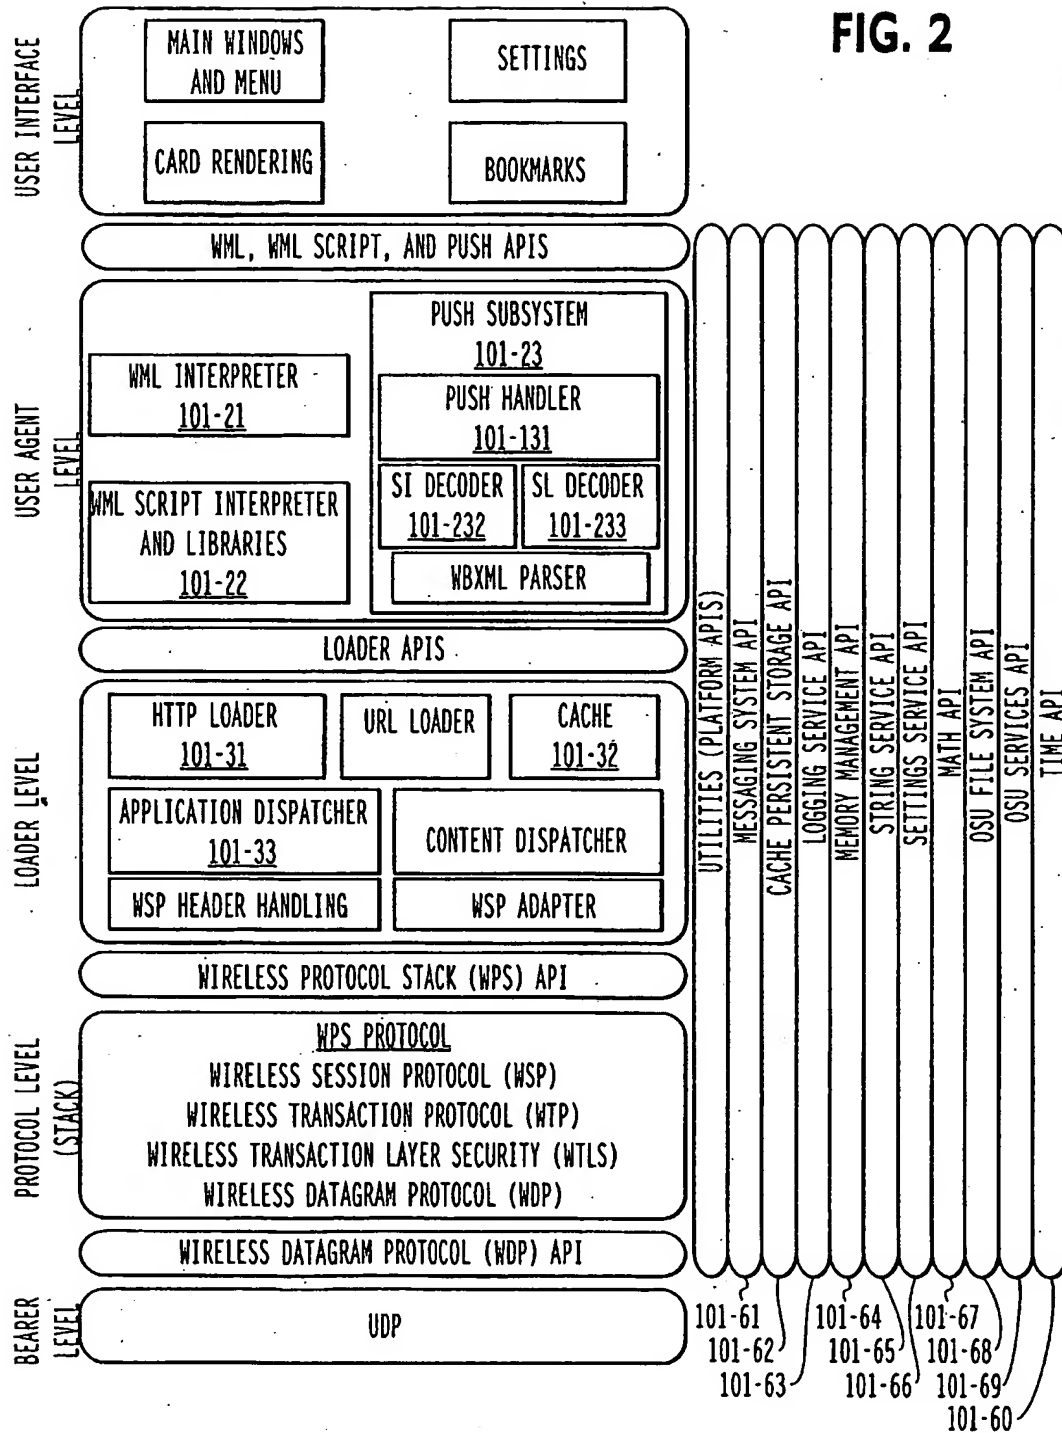 FIG. 2
USER INTERFACE
LEVEL
MAIN WINDOWS
AND MENU
SETTINGS
CARD RENDERING
BOOKMARKS
WML, WML SCRIPT, AND PUSH APIS
USER AGENT
LEVEL
WML INTERPRETER
101-21
WML SCRIPT INTERPRETER
AND LIBRARIES
101-22
PUSH SUBSYSTEM
101-23
PUSH HANDLER
101-131
SI DECODER
101-232
SL DECODER
101-233
WBXML PARSER
LOADER APIS
LOADER LEVEL
HTTP LOADER
101-31
URL LOADER
CACHE
101-32
APPLICATION DISPATCHER
101-33
CONTENT DISPATCHER
WSP HEADER HANDLING
WSP ADAPTER
WIRELESS PROTOCOL STACK (WPS) API
PROTOCOL LEVEL
(STACK)
WPS PROTOCOL
WIRELESS SESSION PROTOCOL (WSP)
WIRELESS TRANSACTION PROTOCOL (WTP)
WIRELESS TRANSACTION LAYER SECURITY (WTLS)
WIRELESS DATAGRAM PROTOCOL (WDP)
WIRELESS DATAGRAM PROTOCOL (WDP) API
BEARER
LEVEL
UDP
UTILITIES (PLATFORM APIS)
MESSAGING SYSTEM API
CACHE PERSISTENT STORAGE API
LOGGING SERVICE API
MEMORY MANAGEMENT API
STRING SERVICE API
SETTINGS SERVICE API
MATH API
OSU FILE SYSTEM API
OSU SERVICES API
TIME API
101-61
101-62
101-63
101-64
101-65
101-66
101-67
101-68
101-69
101-60